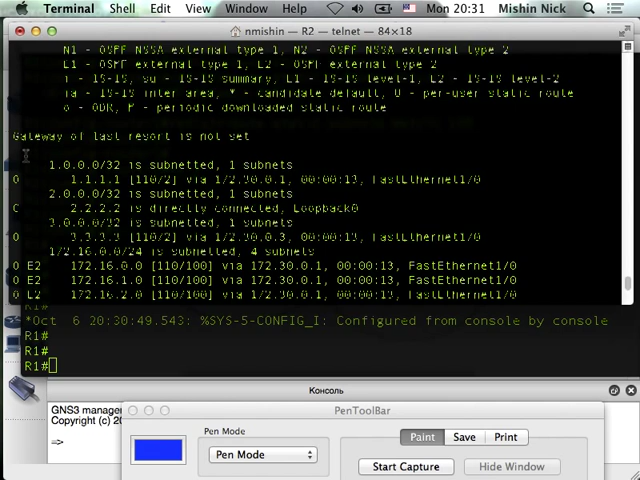 Terminal Shell Edit View Window Help Mon 20:31 Mishin Nick
nmishin — R2 — telnet — 84×18
N1 - OSPF NSSA external type 1, N2 - OSPF NSSA external type 2
E1 - OSPF external type 1, E2 - OSPF external type 2
i - IS-IS, su - IS-IS summary, L1 - IS-IS level-1, L2 - IS-IS level-2
ia - IS-IS inter area, * - candidate default, U - per-user static route
o - ODR, P - periodic downloaded static route
Gateway of last resort is not set
1.0.0.0/32 is subnetted, 1 subnets
O 1.1.1.1 [110/2] via 172.30.0.1, 00:00:13, FastEthernet1/0
2.0.0.0/32 is subnetted, 1 subnets
C 2.2.2.2 is directly connected, Loopback0
3.0.0.0/32 is subnetted, 1 subnets
O 3.3.3.3 [110/2] via 172.30.0.3, 00:00:13, FastEthernet1/0
172.16.0.0/24 is subnetted, 4 subnets
O E2 172.16.0.0 [110/100] via 172.30.0.1, 00:00:13, FastEthernet1/0
O E2 172.16.1.0 [110/100] via 172.30.0.1, 00:00:13, FastEthernet1/0
O E2 172.16.2.0 [110/100] via 172.30.0.1, 00:00:13, FastEthernet1/0
R1#
*Oct 6 20:30:49.543: %SYS-5-CONFIG_I: Configured from console by console
R1#
R1#
R1#
Консоль
GNS3 manage
Copyright (c) 20
=>
PenToolBar
Pen Mode
Pen Mode
Paint Save Print
Start Capture Hide Window